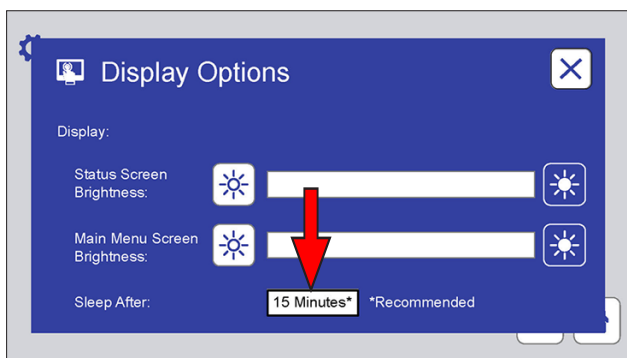 Display Options
Display:
Status Screen
Brightness:
Main Menu Screen
Brightness:
Sleep After: 15 Minutes* *Recommended